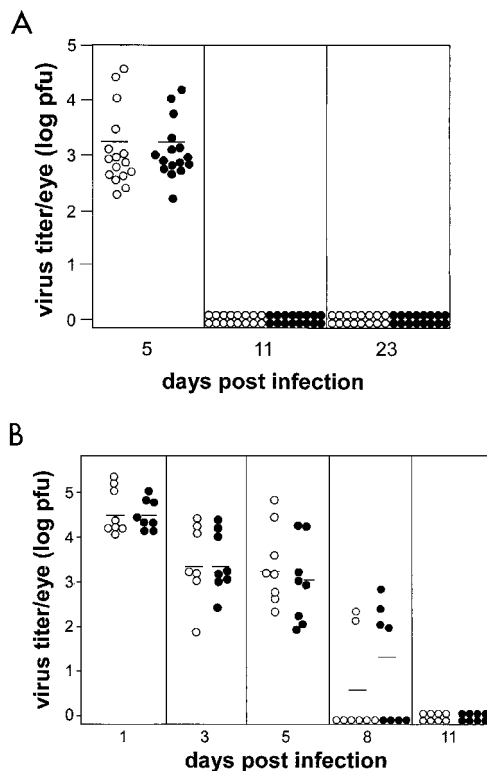 A
virus titer/eye (log pfu)
5
4
3
2
1
0
5 11 23
days post infection
B
virus titer/eye (log pfu)
5
4
3
2
1
0
1 3 5 8 11
days post infection